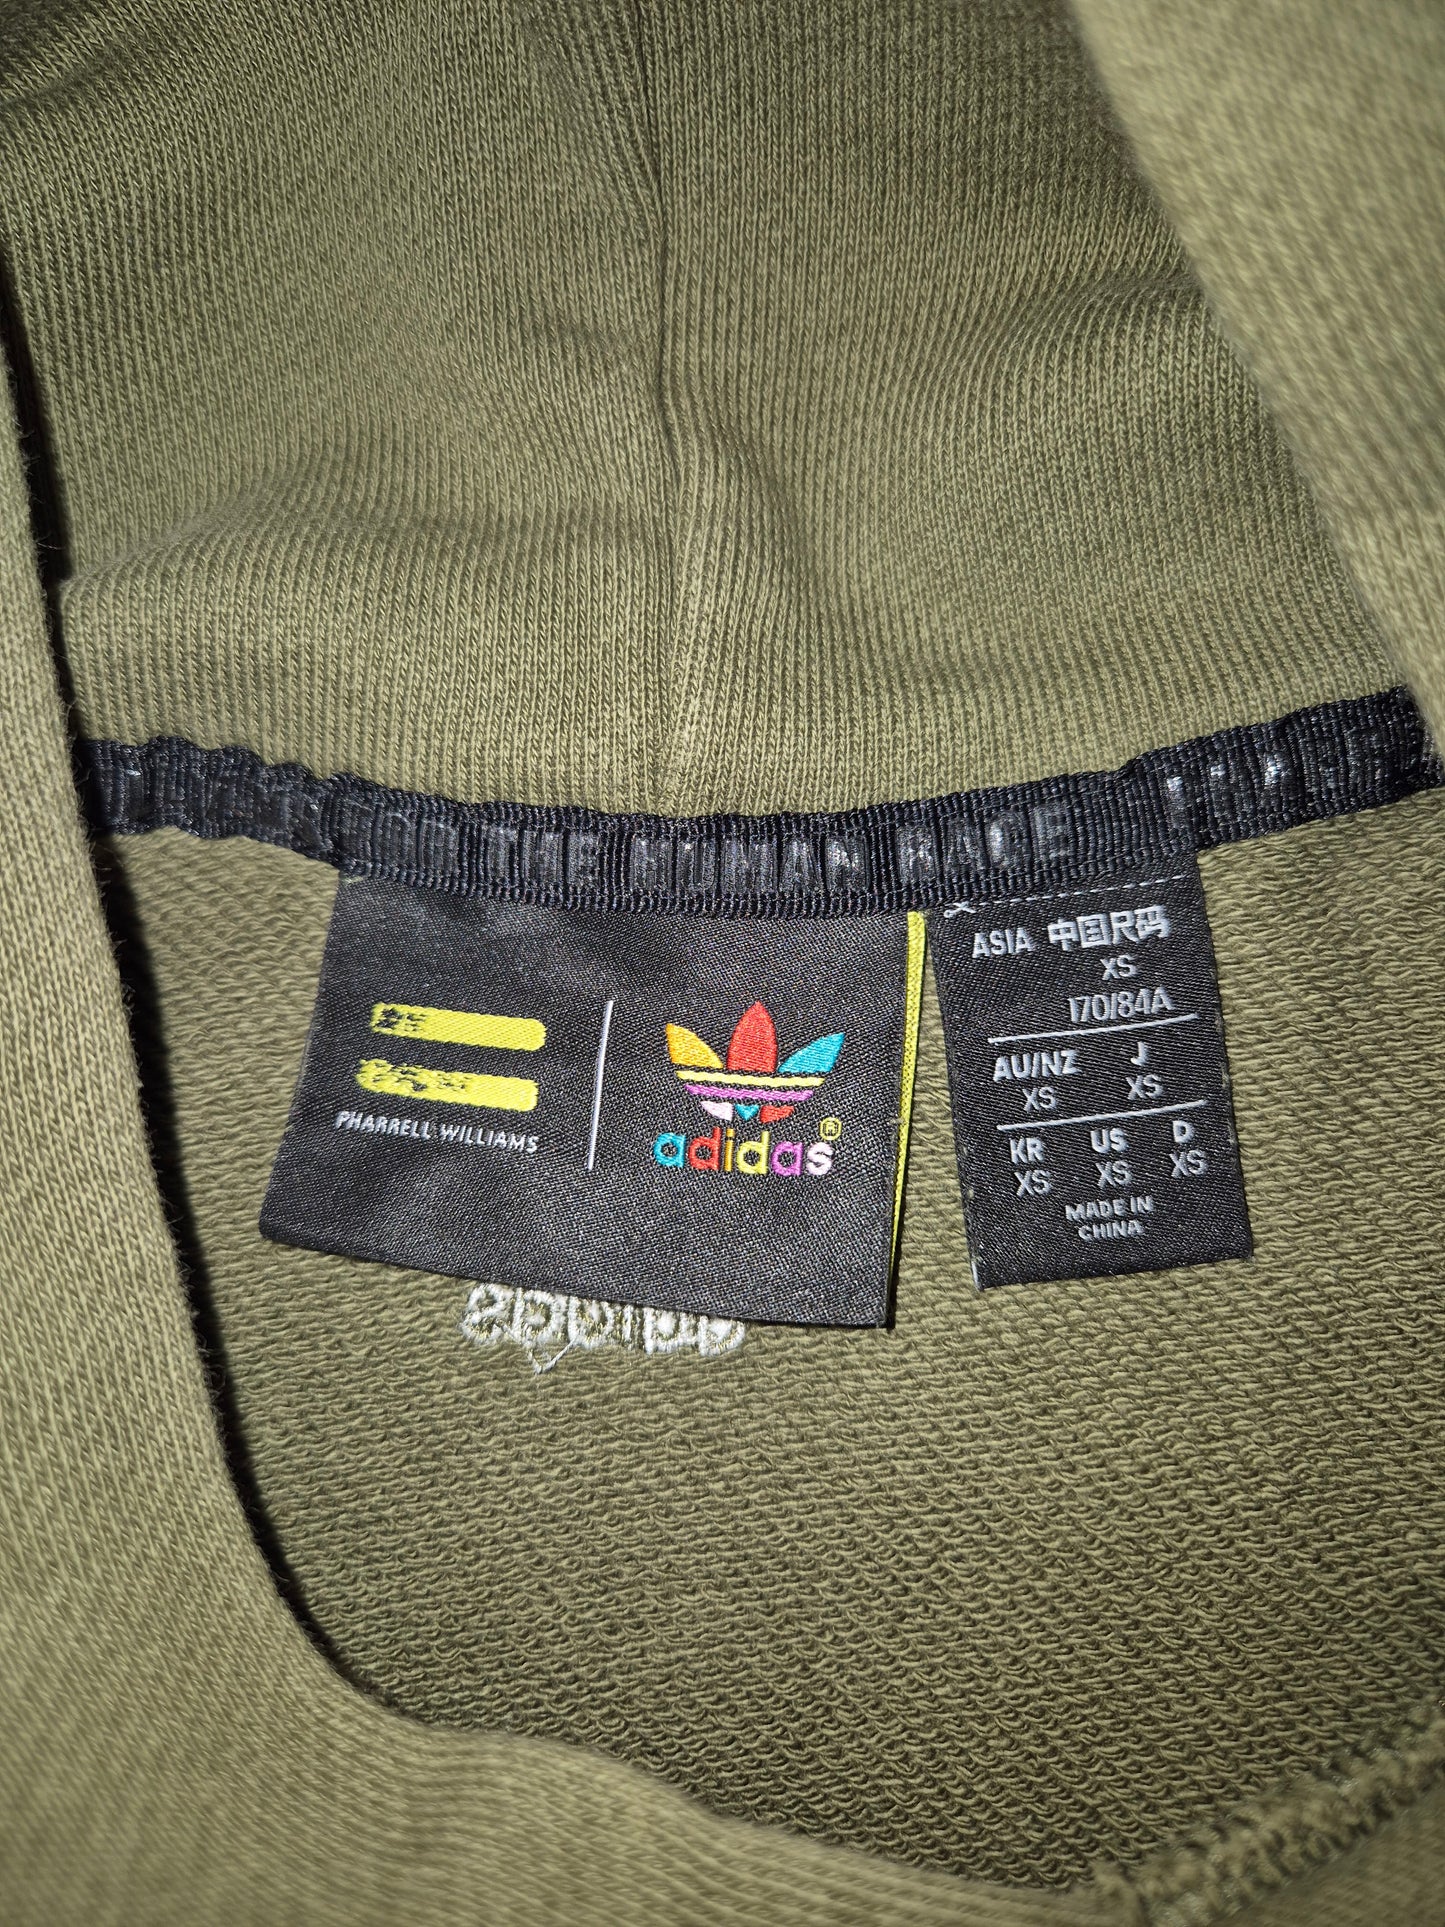 THE HUMAN RACE
PHARRELL WILLIAMS
adidas®
ASIA 中国尺码
XS
170/84A
AU/NZ J
XS XS
KR US D
XS XS XS
MADE IN
CHINA
adidas